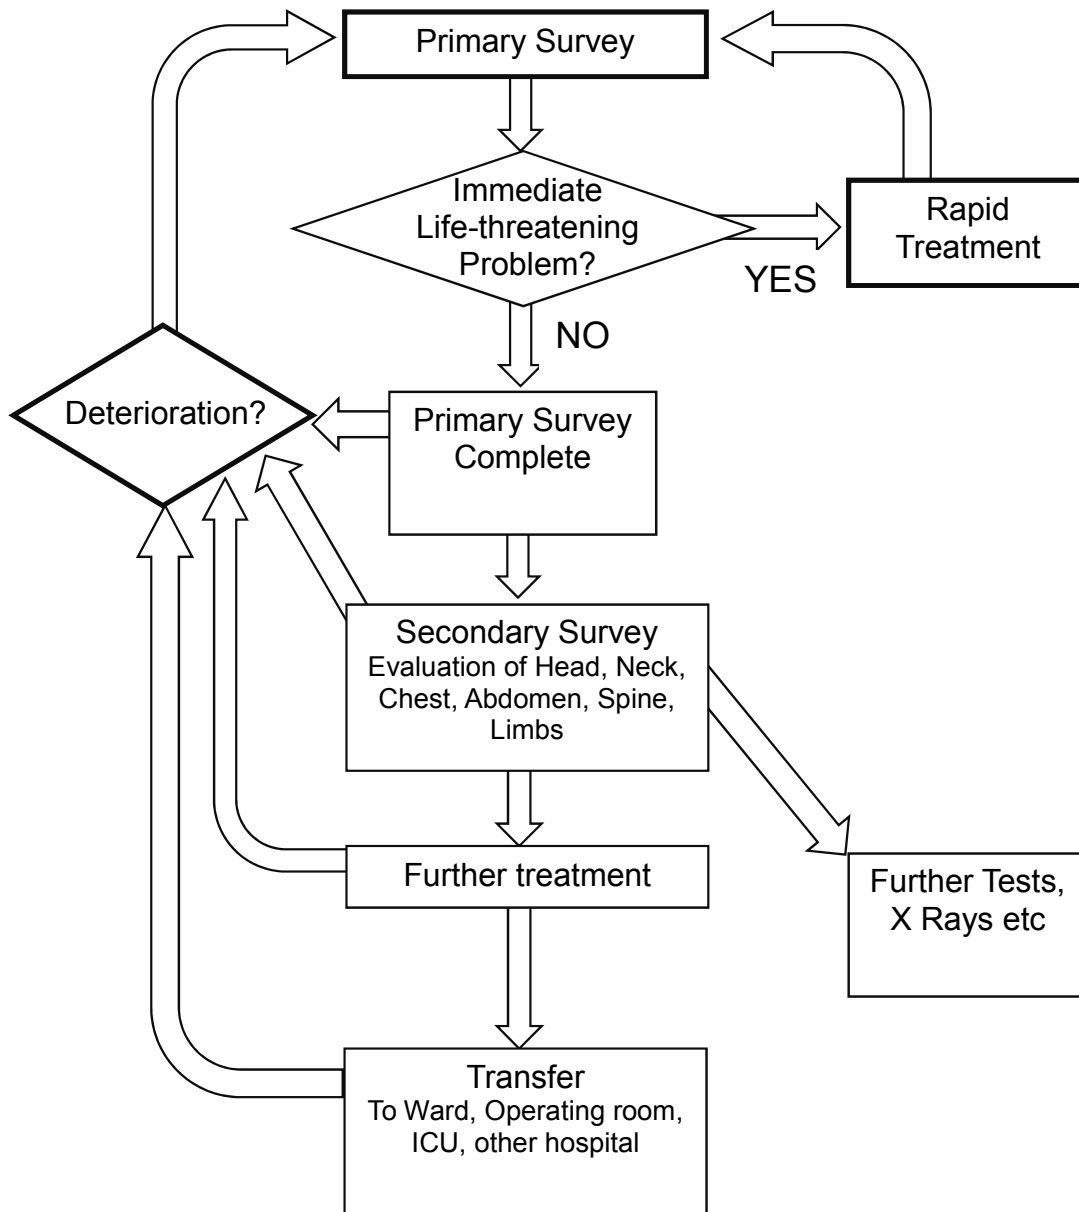 Primary Survey
Immediate
Life-threatening
Problem?
Rapid
Treatment
YES
NO
Deterioration?
Primary Survey
Complete
Secondary Survey
Evaluation of Head, Neck,
Chest, Abdomen, Spine,
Limbs
Further treatment
Further Tests,
X Rays etc
Transfer
To Ward, Operating room,
ICU, other hospital